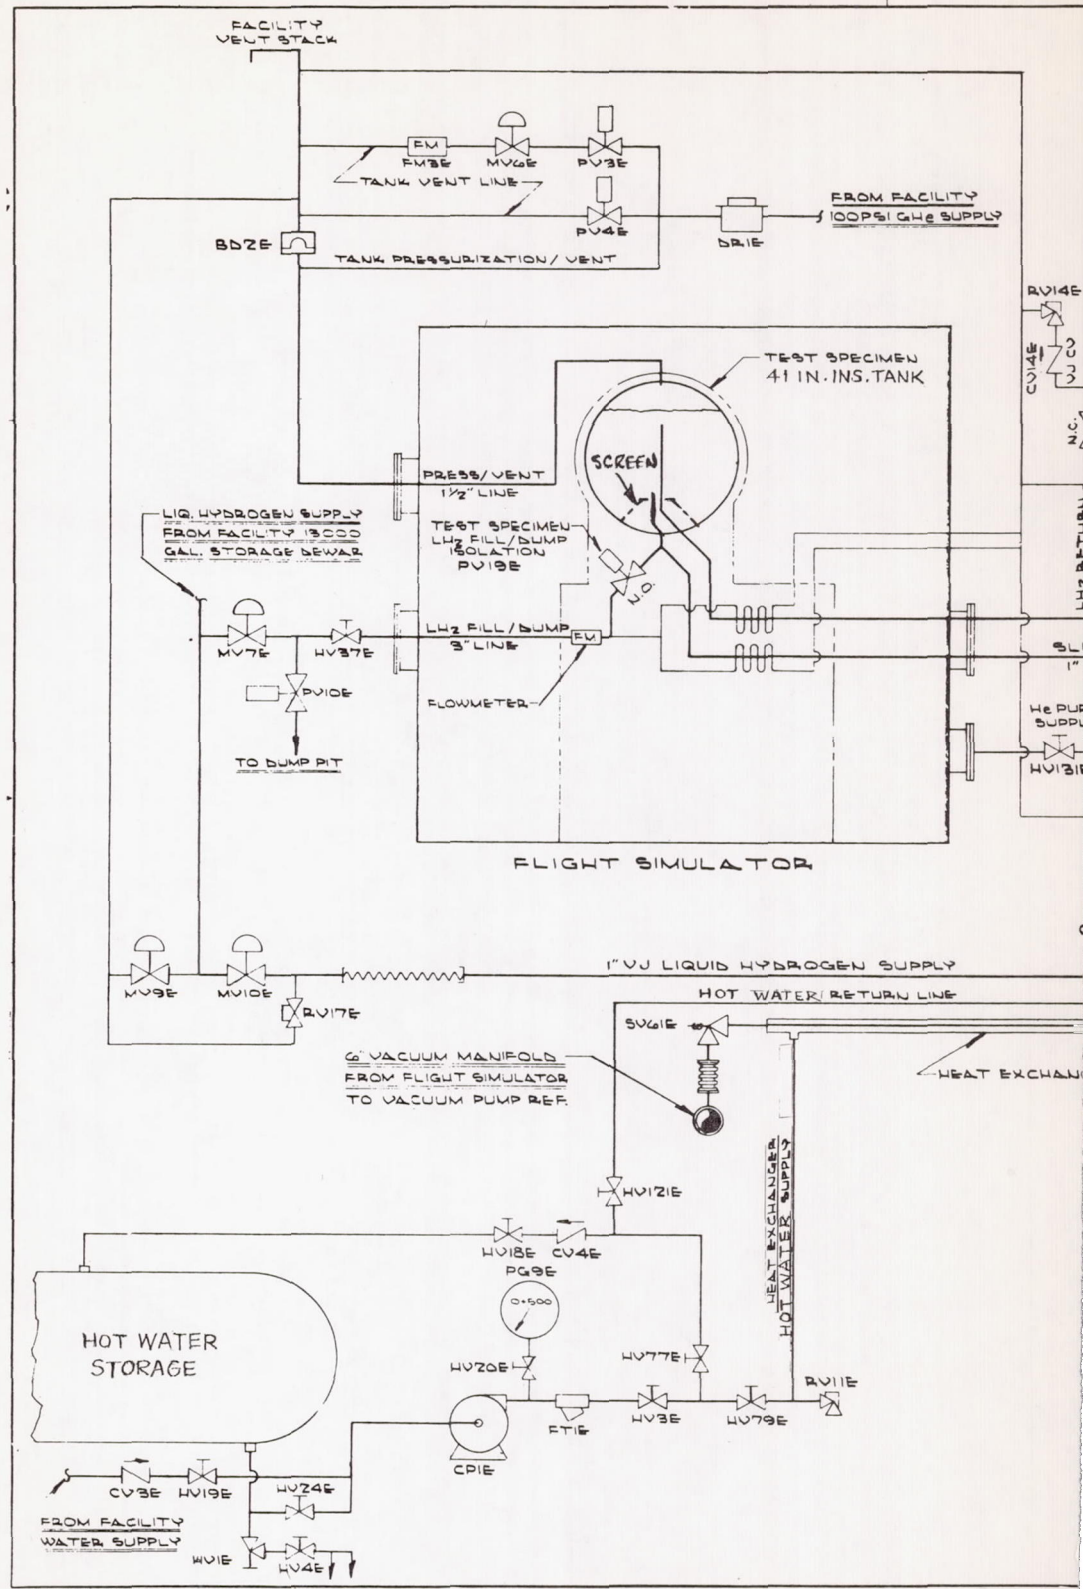 FACILITY
VENT STACK
FM
FM3E
MV6E
PV3E
TANK VENT LINE
PV4E
DR1E
FROM FACILITY
100PSI GHe SUPPLY
BD2E
TANK PRESSURIZATION/VENT
RV14E
CV14E
N.C.
TEST SPECIMEN
41 IN. INS. TANK
SCREEN
PRESS/VENT
1½" LINE
LIQ. HYDROGEN SUPPLY
FROM FACILITY 13000
GAL. STORAGE DEWAR
TEST SPECIMEN
LH2 FILL/DUMP
ISOLATION
PV19E
N.O.
LH2 RETURN
MV7E
HV37E
LH2 FILL/DUMP
3" LINE
FM
PV10E
FLOWMETER
TO DUMP PIT
1"
He PUR
SUPPL
HV131E
FLIGHT SIMULATOR
MV9E
MV10E
RV17E
1" VJ LIQUID HYDROGEN SUPPLY
HOT WATER RETURN LINE
SV61E
6" VACUUM MANIFOLD
FROM FLIGHT SIMULATOR
TO VACUUM PUMP REF.
HEAT EXCHAN
HEAT EXCHANGER
HOT WATER SUPPLY
HV121E
HV18E
CV4E
PG9E
0-500
HOT WATER
STORAGE
HV20E
HV77E
RV11E
FT1E
HV3E
HV79E
CP1E
CV3E
HV19E
HV24E
FROM FACILITY
WATER SUPPLY
HV1E
HV4E